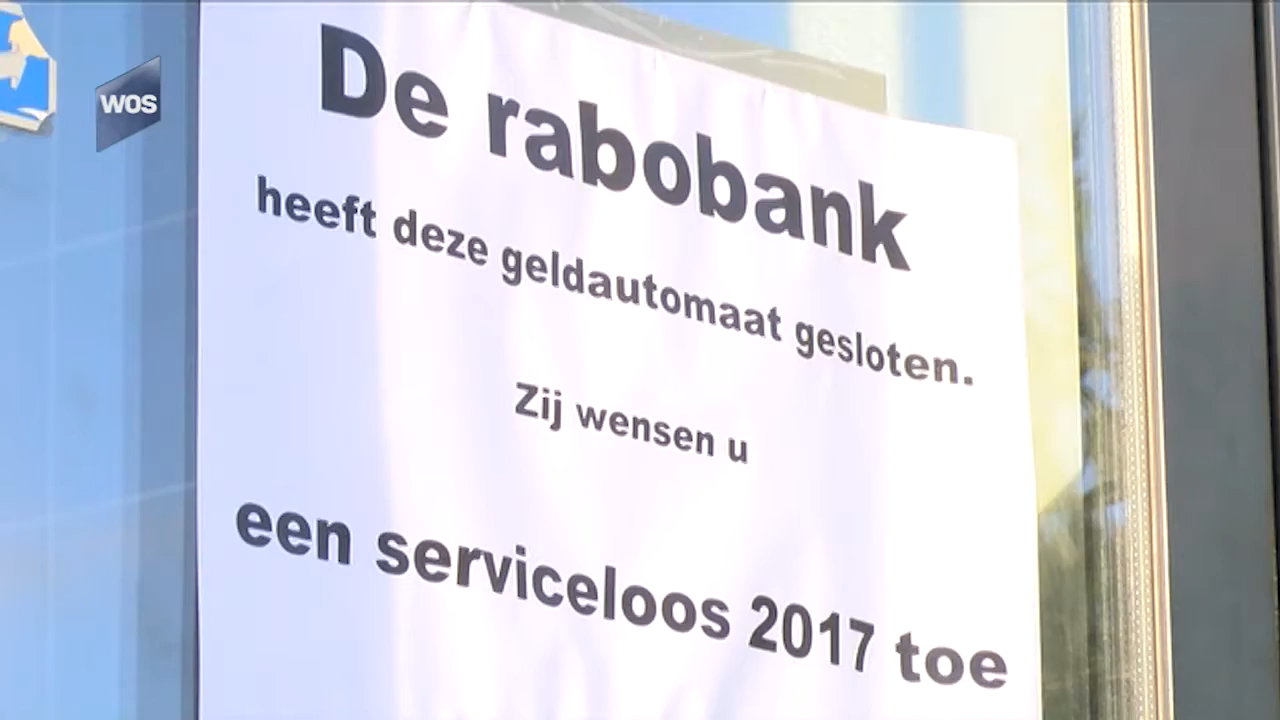 wos
De rabobank
heeft deze geldautomaat gesloten.
Zij wensen u
een serviceloos 2017 toe